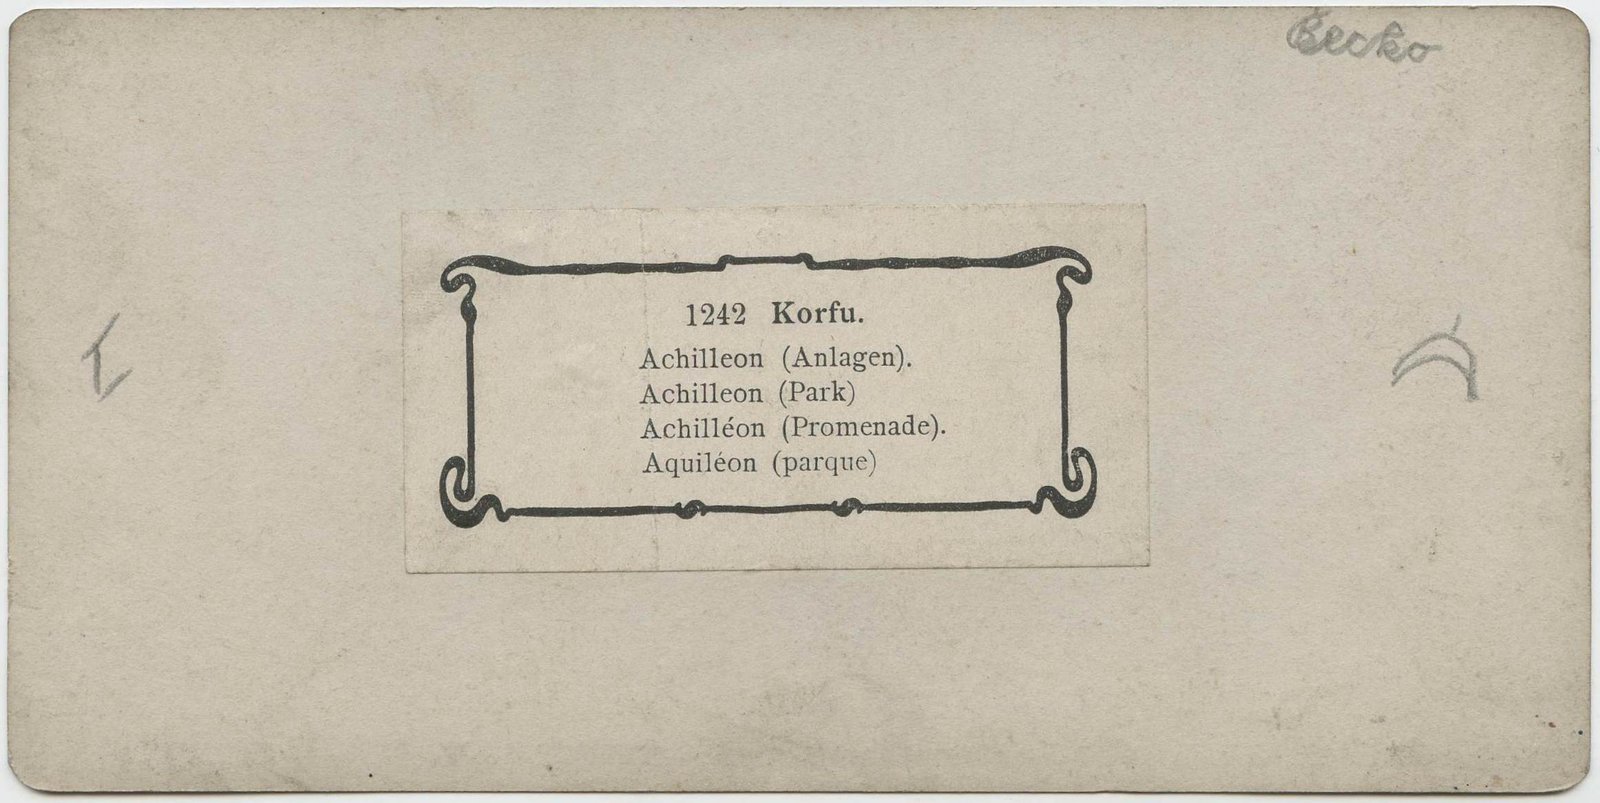 Řecko
1242 Korfu.
Achilleon (Anlagen).
Achilleon (Park)
Achilléon (Promenade).
Aquiléon (parque)